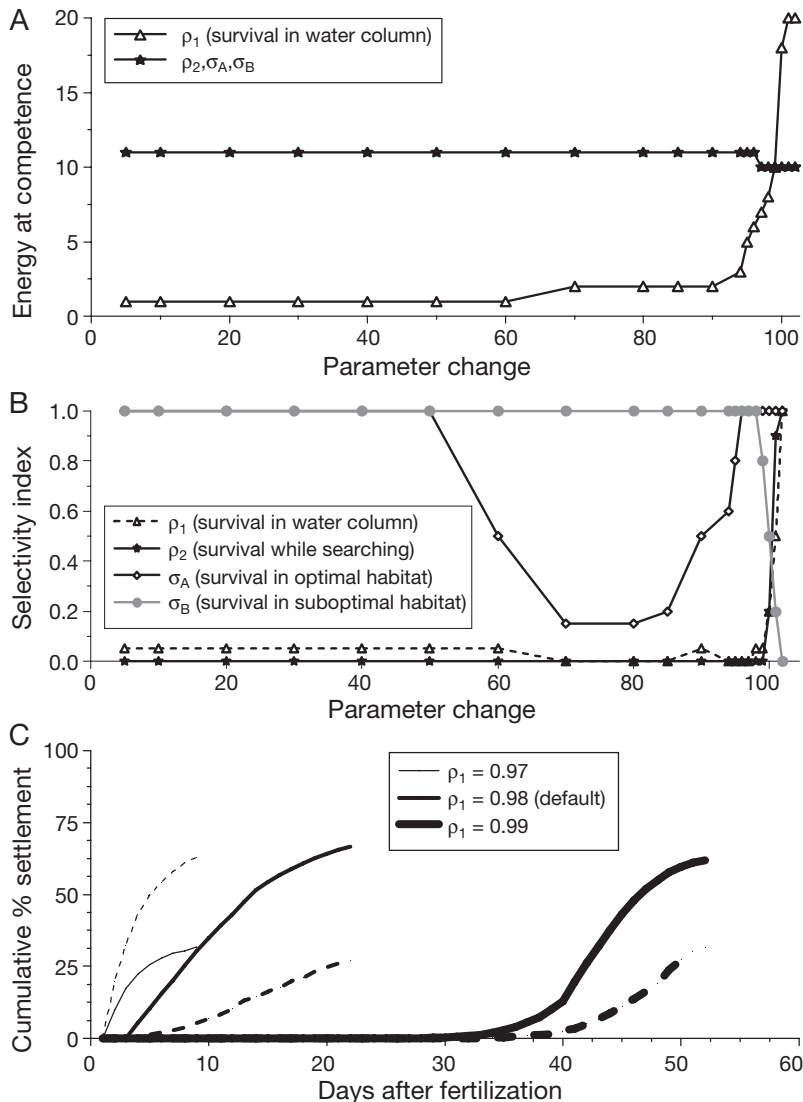 A
20
15
10
5
0
Energy at competence
ρ1 (survival in water column)
ρ2,σA,σB
0 20 40 60 80 100
Parameter change
B
1.0
0.8
0.6
0.4
0.2
0.0
Selectivity index
ρ1 (survival in water column)
ρ2 (survival while searching)
σA (survival in optimal habitat)
σB (survival in suboptimal habitat)
0 20 40 60 80 100
Parameter change
C
100
75
50
25
0
Cumulative % settlement
ρ1 = 0.97
ρ1 = 0.98 (default)
ρ1 = 0.99
0 10 20 30 40 50 60
Days after fertilization